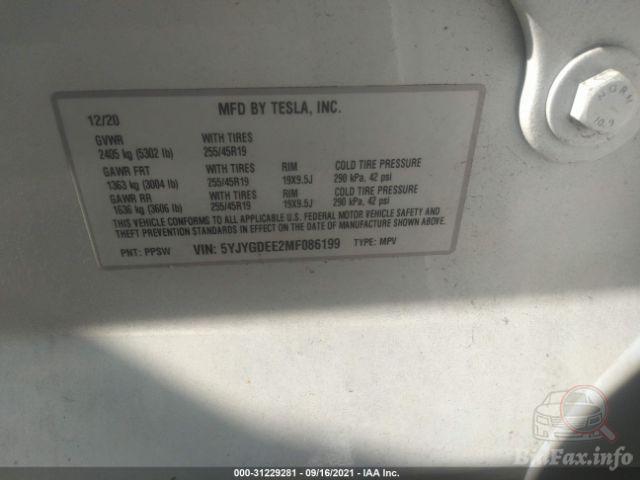 MFD BY TESLA, INC.
12/20
GVWR WITH TIRES
2405 kg (5302 lb) 255/45R19
GAWR FRT WITH TIRES RIM COLD TIRE PRESSURE
1363 kg (3004 lb) 255/45R19 19X9.5J 290 kPa, 42 psi
GAWR RR WITH TIRES RIM COLD TIRE PRESSURE
1636 kg (3606 lb) 255/45R19 19X9.5J 290 kPa, 42 psi
THIS VEHICLE CONFORMS TO ALL APPLICABLE U.S. FEDERAL MOTOR VEHICLE SAFETY AND
THEFT PREVENTION STANDARDS IN EFFECT ON THE DATE OF MANUFACTURE SHOWN ABOVE.
PNT: PPSW VIN: 5YJYGDEE2MF086199 TYPE: MPV
NORM
10.9
BidFax.info
000-31229281 - 09/16/2021 - IAA Inc.